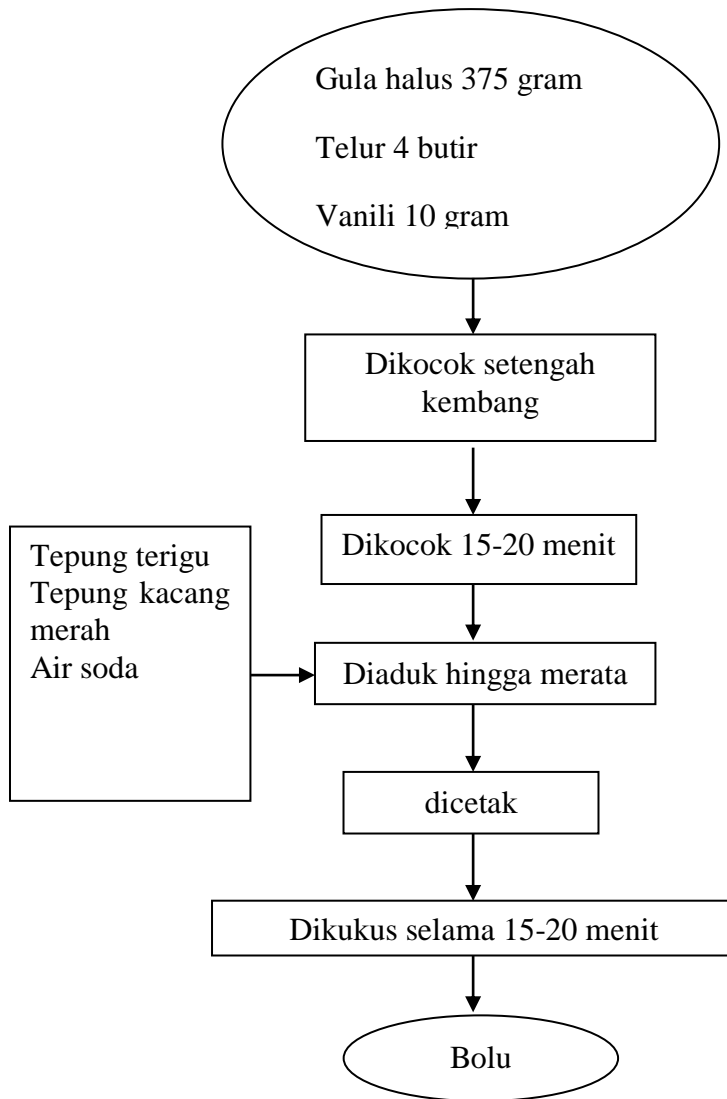 Gula halus 375 gram
Telur 4 butir
Vanili 10 gram
Dikocok setengah
kembang
Dikocok 15-20 menit
Tepung terigu
Tepung kacang
merah
Air soda
Diaduk hingga merata
dicetak
Dikukus selama 15-20 menit
Bolu